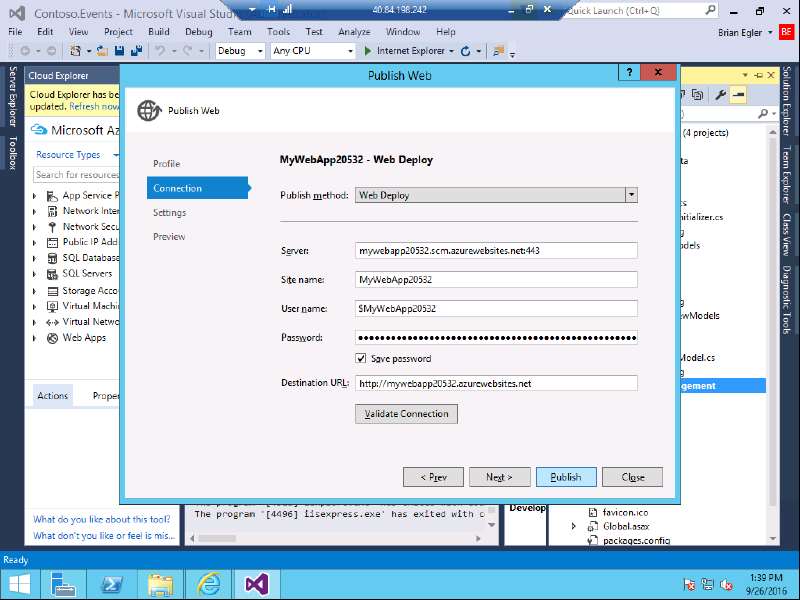 Contoso.Events - Microsoft Visual Stud
40.84.198.242
Quick Launch (Ctrl+Q)
File Edit View Project Build Debug Team Tools Test Analyze Window Help
Brian Egler
BE
Debug Any CPU Internet Explorer
Server Explorer
Toolbox
Cloud Explorer
Cloud Explorer has be
updated. Refresh now
Microsoft Az
Resource Types
Search for resources
App Service P
Network Inter
Network Secu
Public IP Add
SQL Database
SQL Servers
Storage Acco
Virtual Machin
Virtual Netwo
Web Apps
Actions Proper
What do you like about this tool?
What don't you like or feel is mis...
Publish Web
?
Publish Web
Profile
Connection
Settings
Preview
MyWebApp20532 - Web Deploy
Publish method: Web Deploy
Server: mywebapp20532.scm.azurewebsites.net:443
Site name: MyWebApp20532
User name: $MyWebApp20532
Password:
Save password
Destination URL: http://mywebapp20532.azurewebsites.net
Validate Connection
< Prev Next > Publish Close
The program '[4496] iisexpress.exe' has exited with c
Develop
(4 projects)
ta
ts
nitializer.cs
odels
g
ewModels
Model.cs
g
gement
favicon.ico
Global.asax
packages.config
Solution Explorer
Team Explorer
Class View
Diagnostic Tools
Ready
1:39 PM
9/26/2016